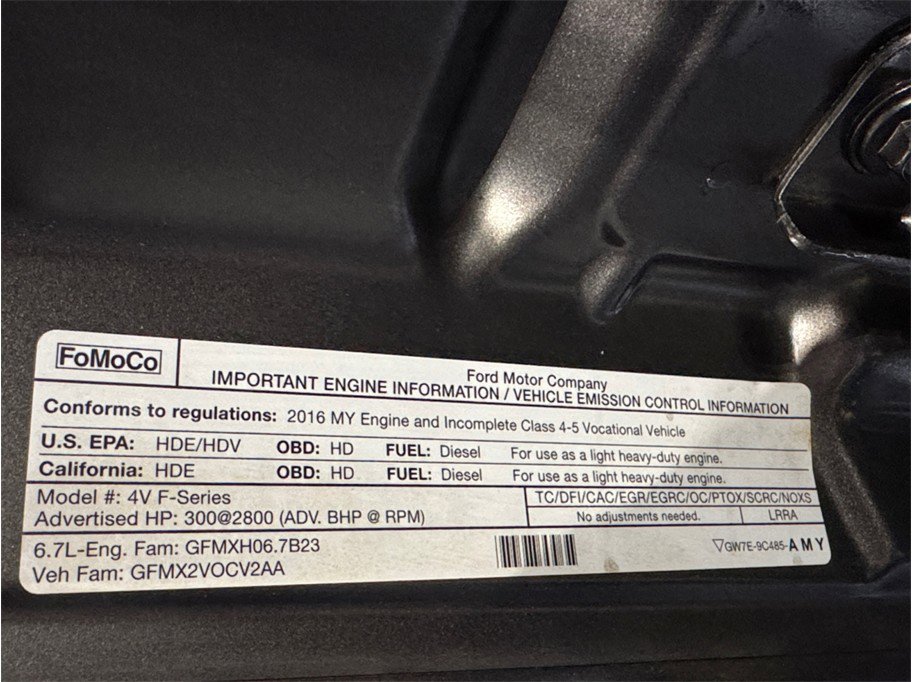 FoMoCo
Ford Motor Company
IMPORTANT ENGINE INFORMATION / VEHICLE EMISSION CONTROL INFORMATION
Conforms to regulations: 2016 MY Engine and Incomplete Class 4-5 Vocational Vehicle
U.S. EPA: HDE/HDV OBD: HD FUEL: Diesel For use as a light heavy-duty engine.
California: HDE OBD: HD FUEL: Diesel For use as a light heavy-duty engine.
Model #: 4V F-Series
TC/DFI/CAC/EGR/EGRC/OC/PTOX/SCRC/NOXS
Advertised HP: 300@2800 (ADV. BHP @ RPM)
No adjustments needed. LRRA
6.7L-Eng. Fam: GFMXH06.7B23
▽GW7E-9C485-AMY
Veh Fam: GFMX2VOCV2AA